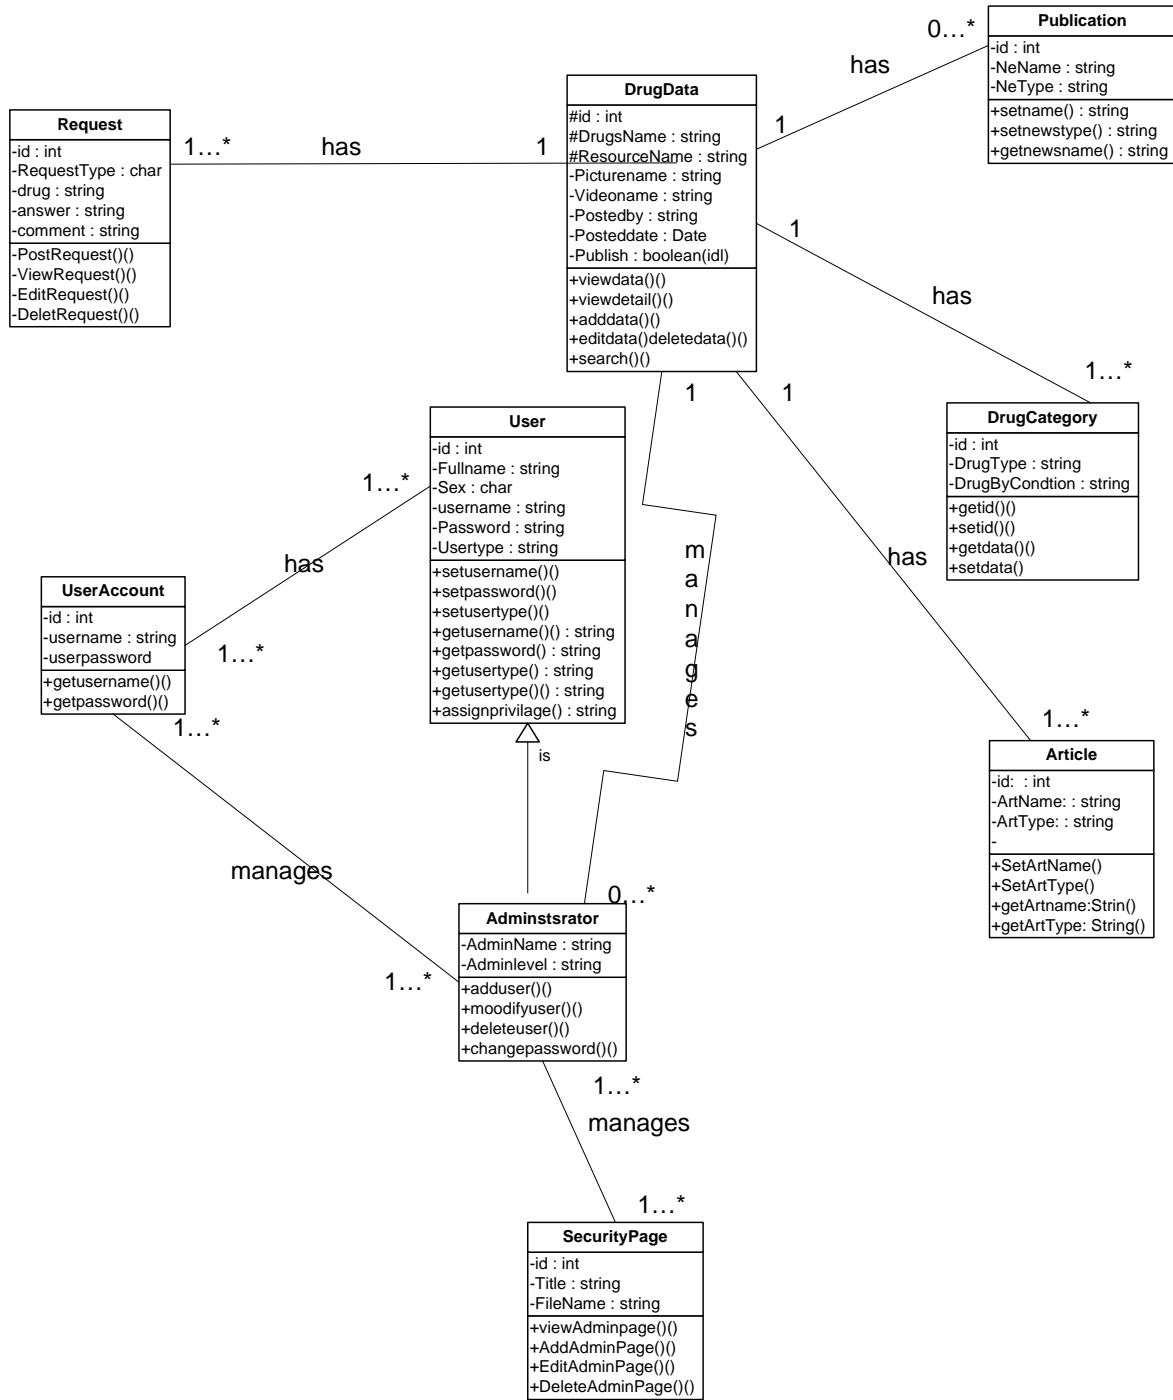 Publication
-id : int
-NeName : string
-NeType : string
+setname() : string
+setnewstype() : string
+getnewsname() : string
0…*
has
1
DrugData
#id : int
#DrugsName : string
#ResourceName : string
-Picturename : string
-Videoname : string
-Postedby : string
-Posteddate : Date
-Publish : boolean(idl)
+viewdata()()
+viewdetail()()
+adddata()()
+editdata()deletedata()()
+search()()
Request
-id : int
-RequestType : char
-drug : string
-answer : string
-comment : string
-PostRequest()()
-ViewRequest()()
-EditRequest()()
-DeletRequest()()
1…*
has
1
1
has
1…*
DrugCategory
-id : int
-DrugType : string
-DrugByCondtion : string
+getid()()
+setid()()
+getdata()()
+setdata()
1
1
has
1…*
User
-id : int
-Fullname : string
-Sex : char
-username : string
-Password : string
-Usertype : string
+setusername()()
+setpassword()()
+setusertype()()
+getusername()() : string
+getpassword() : string
+getusertype() : string
+getusertype()() : string
+assignprivilage() : string
1…*
has
1…*
UserAccount
-id : int
-username : string
-userpassword
+getusername()()
+getpassword()()
1…*
manages
1…*
is
manages
0…*
Article
-id: : int
-ArtName: : string
-ArtType: : string
-
+SetArtName()
+SetArtType()
+getArtname:Strin()
+getArtType: String()
Adminstsrator
-AdminName : string
-Adminlevel : string
+adduser()()
+moodifyuser()()
+deleteuser()()
+changepassword()()
1…*
manages
1…*
SecurityPage
-id : int
-Title : string
-FileName : string
+viewAdminpage()()
+AddAdminPage()()
+EditAdminPage()()
+DeleteAdminPage()()